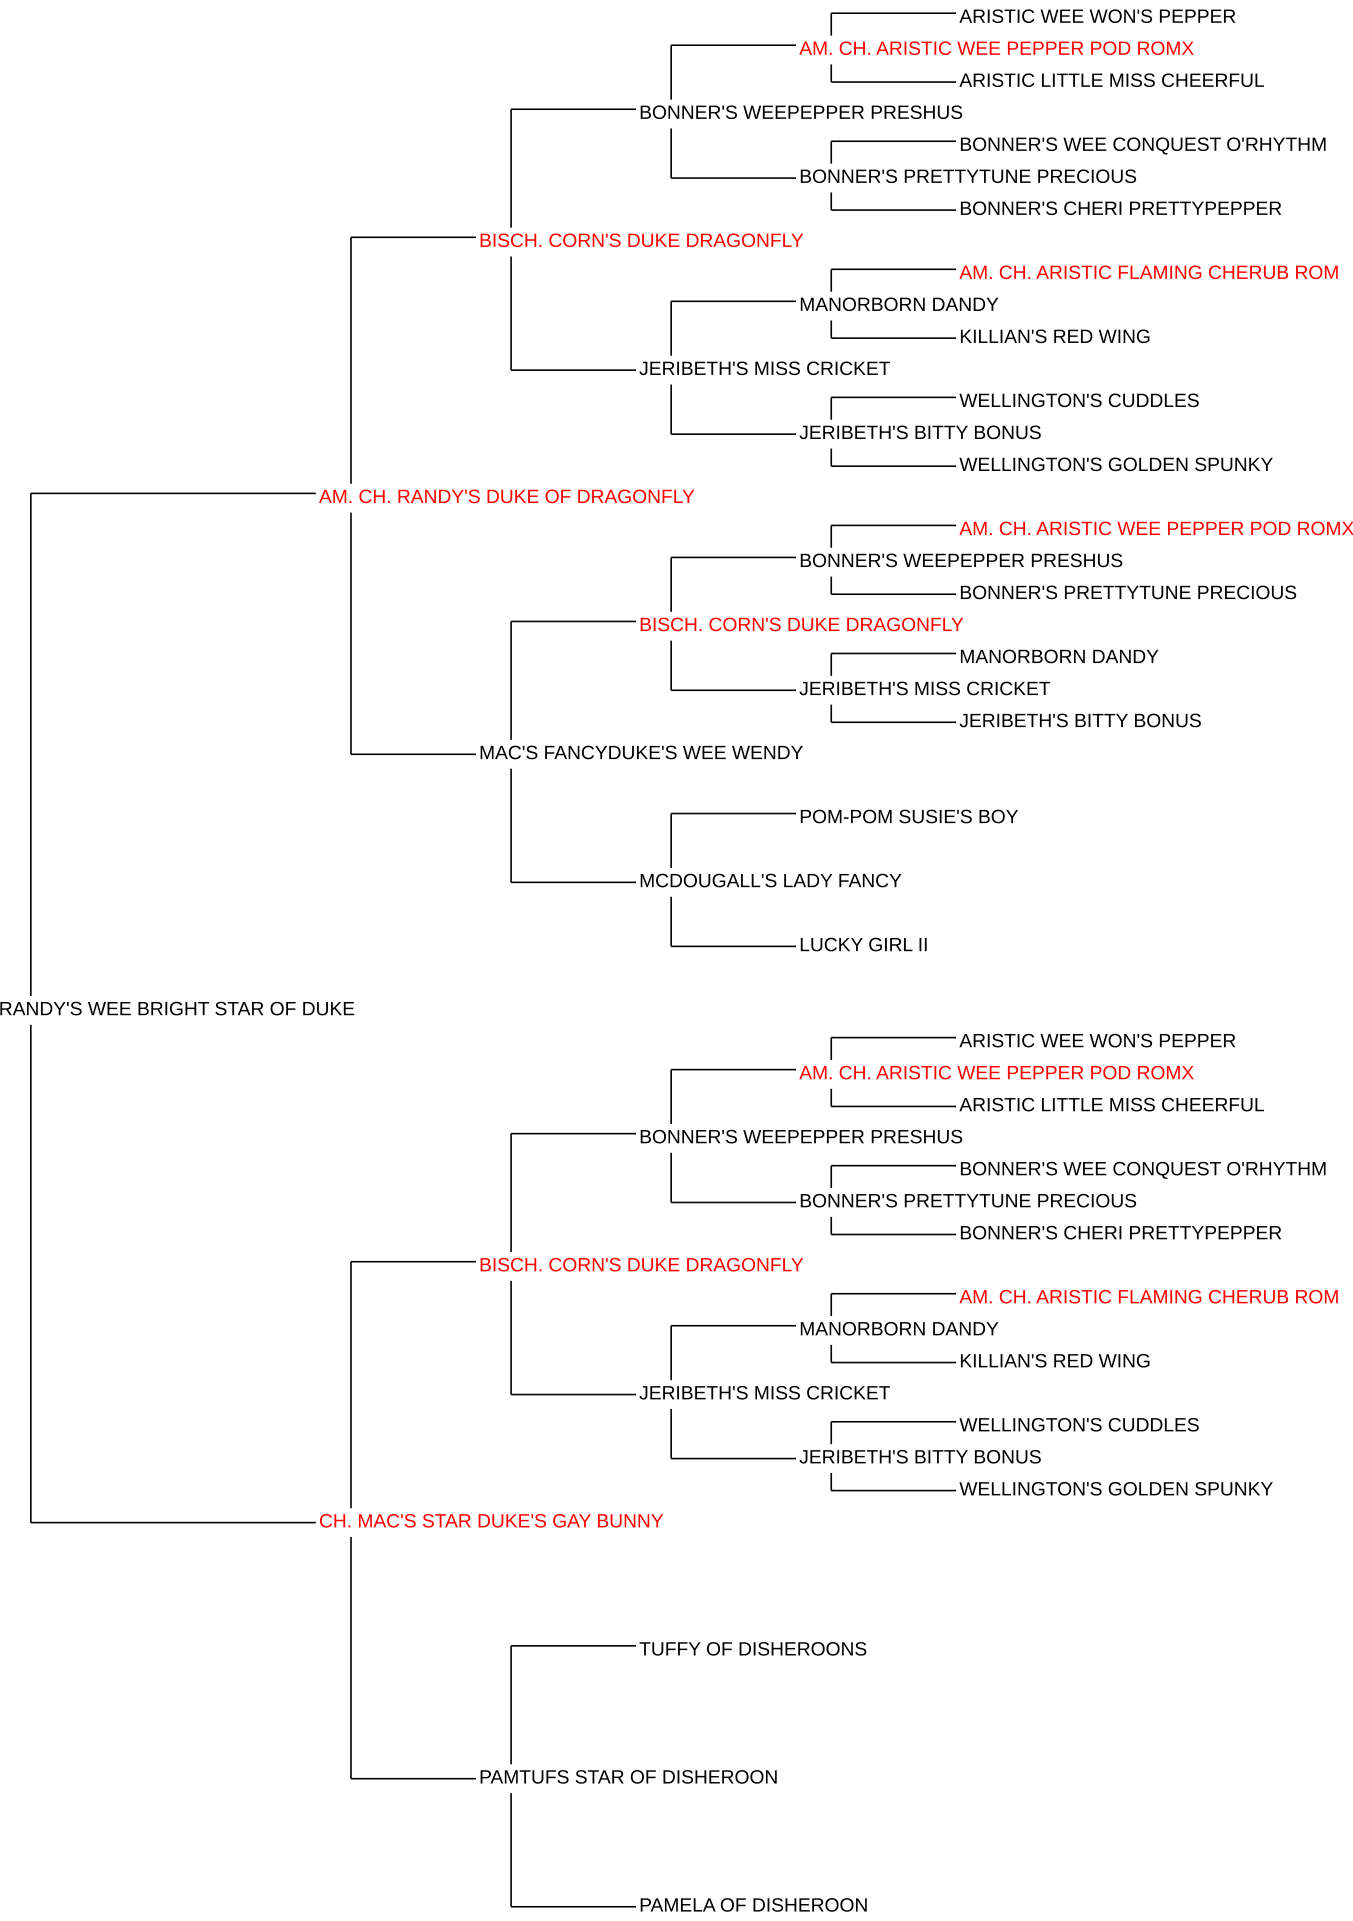 ARISTIC WEE WON'S PEPPER
AM. CH. ARISTIC WEE PEPPER POD ROMX
ARISTIC LITTLE MISS CHEERFUL
BONNER'S WEEPEPPER PRESHUS
BONNER'S WEE CONQUEST O'RHYTHM
BONNER'S PRETTYTUNE PRECIOUS
BONNER'S CHERI PRETTYPEPPER
BISCH. CORN'S DUKE DRAGONFLY
AM. CH. ARISTIC FLAMING CHERUB ROM
MANORBORN DANDY
KILLIAN'S RED WING
JERIBETH'S MISS CRICKET
WELLINGTON'S CUDDLES
JERIBETH'S BITTY BONUS
WELLINGTON'S GOLDEN SPUNKY
AM. CH. RANDY'S DUKE OF DRAGONFLY
AM. CH. ARISTIC WEE PEPPER POD ROMX
BONNER'S WEEPEPPER PRESHUS
BONNER'S PRETTYTUNE PRECIOUS
BISCH. CORN'S DUKE DRAGONFLY
MANORBORN DANDY
JERIBETH'S MISS CRICKET
JERIBETH'S BITTY BONUS
MAC'S FANCYDUKE'S WEE WENDY
POM-POM SUSIE'S BOY
MCDOUGALL'S LADY FANCY
LUCKY GIRL II
RANDY'S WEE BRIGHT STAR OF DUKE
ARISTIC WEE WON'S PEPPER
AM. CH. ARISTIC WEE PEPPER POD ROMX
ARISTIC LITTLE MISS CHEERFUL
BONNER'S WEEPEPPER PRESHUS
BONNER'S WEE CONQUEST O'RHYTHM
BONNER'S PRETTYTUNE PRECIOUS
BONNER'S CHERI PRETTYPEPPER
BISCH. CORN'S DUKE DRAGONFLY
AM. CH. ARISTIC FLAMING CHERUB ROM
MANORBORN DANDY
KILLIAN'S RED WING
JERIBETH'S MISS CRICKET
WELLINGTON'S CUDDLES
JERIBETH'S BITTY BONUS
WELLINGTON'S GOLDEN SPUNKY
CH. MAC'S STAR DUKE'S GAY BUNNY
TUFFY OF DISHEROONS
PAMTUFS STAR OF DISHEROON
PAMELA OF DISHEROON